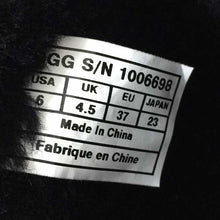 GG S/N 1006698
USA UK EU JAPAN
6 4.5 37 23
Made In China
Fabrique en Chine